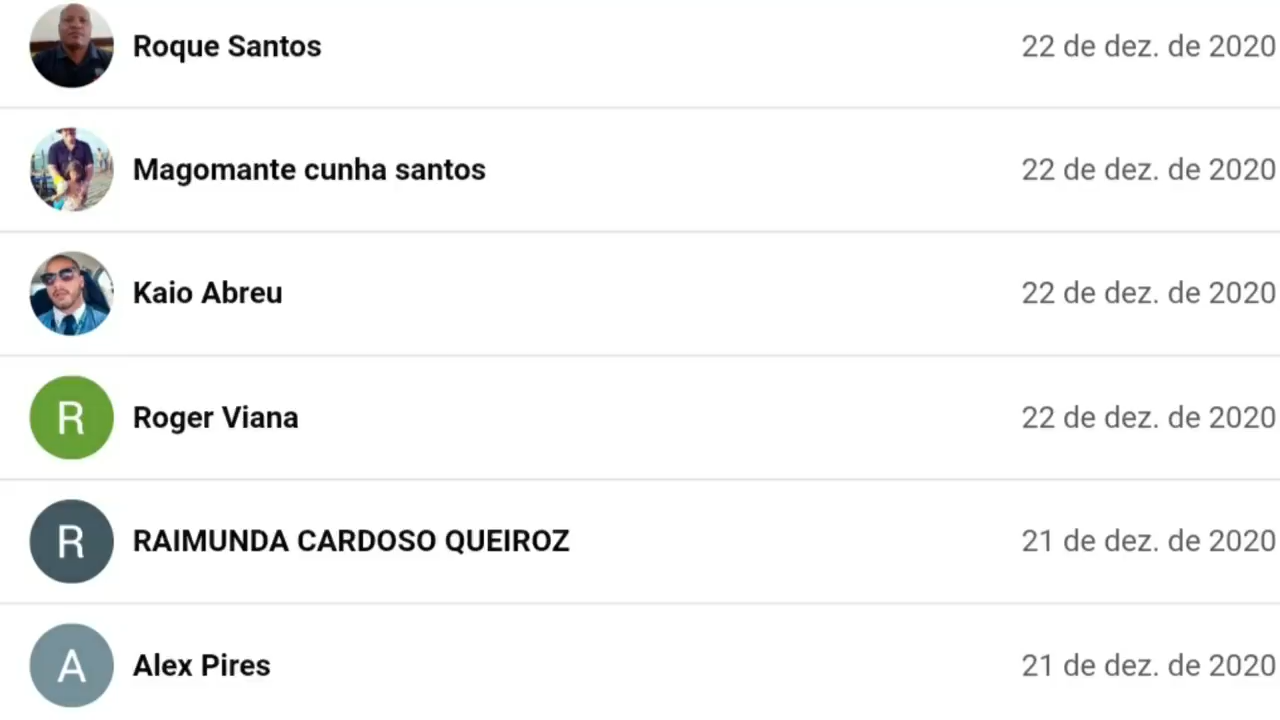 Roque Santos 22 de dez. de 2020
Magomante cunha santos 22 de dez. de 2020
Kaio Abreu 22 de dez. de 2020
R Roger Viana 22 de dez. de 2020
R RAIMUNDA CARDOSO QUEIROZ 21 de dez. de 2020
A Alex Pires 21 de dez. de 2020